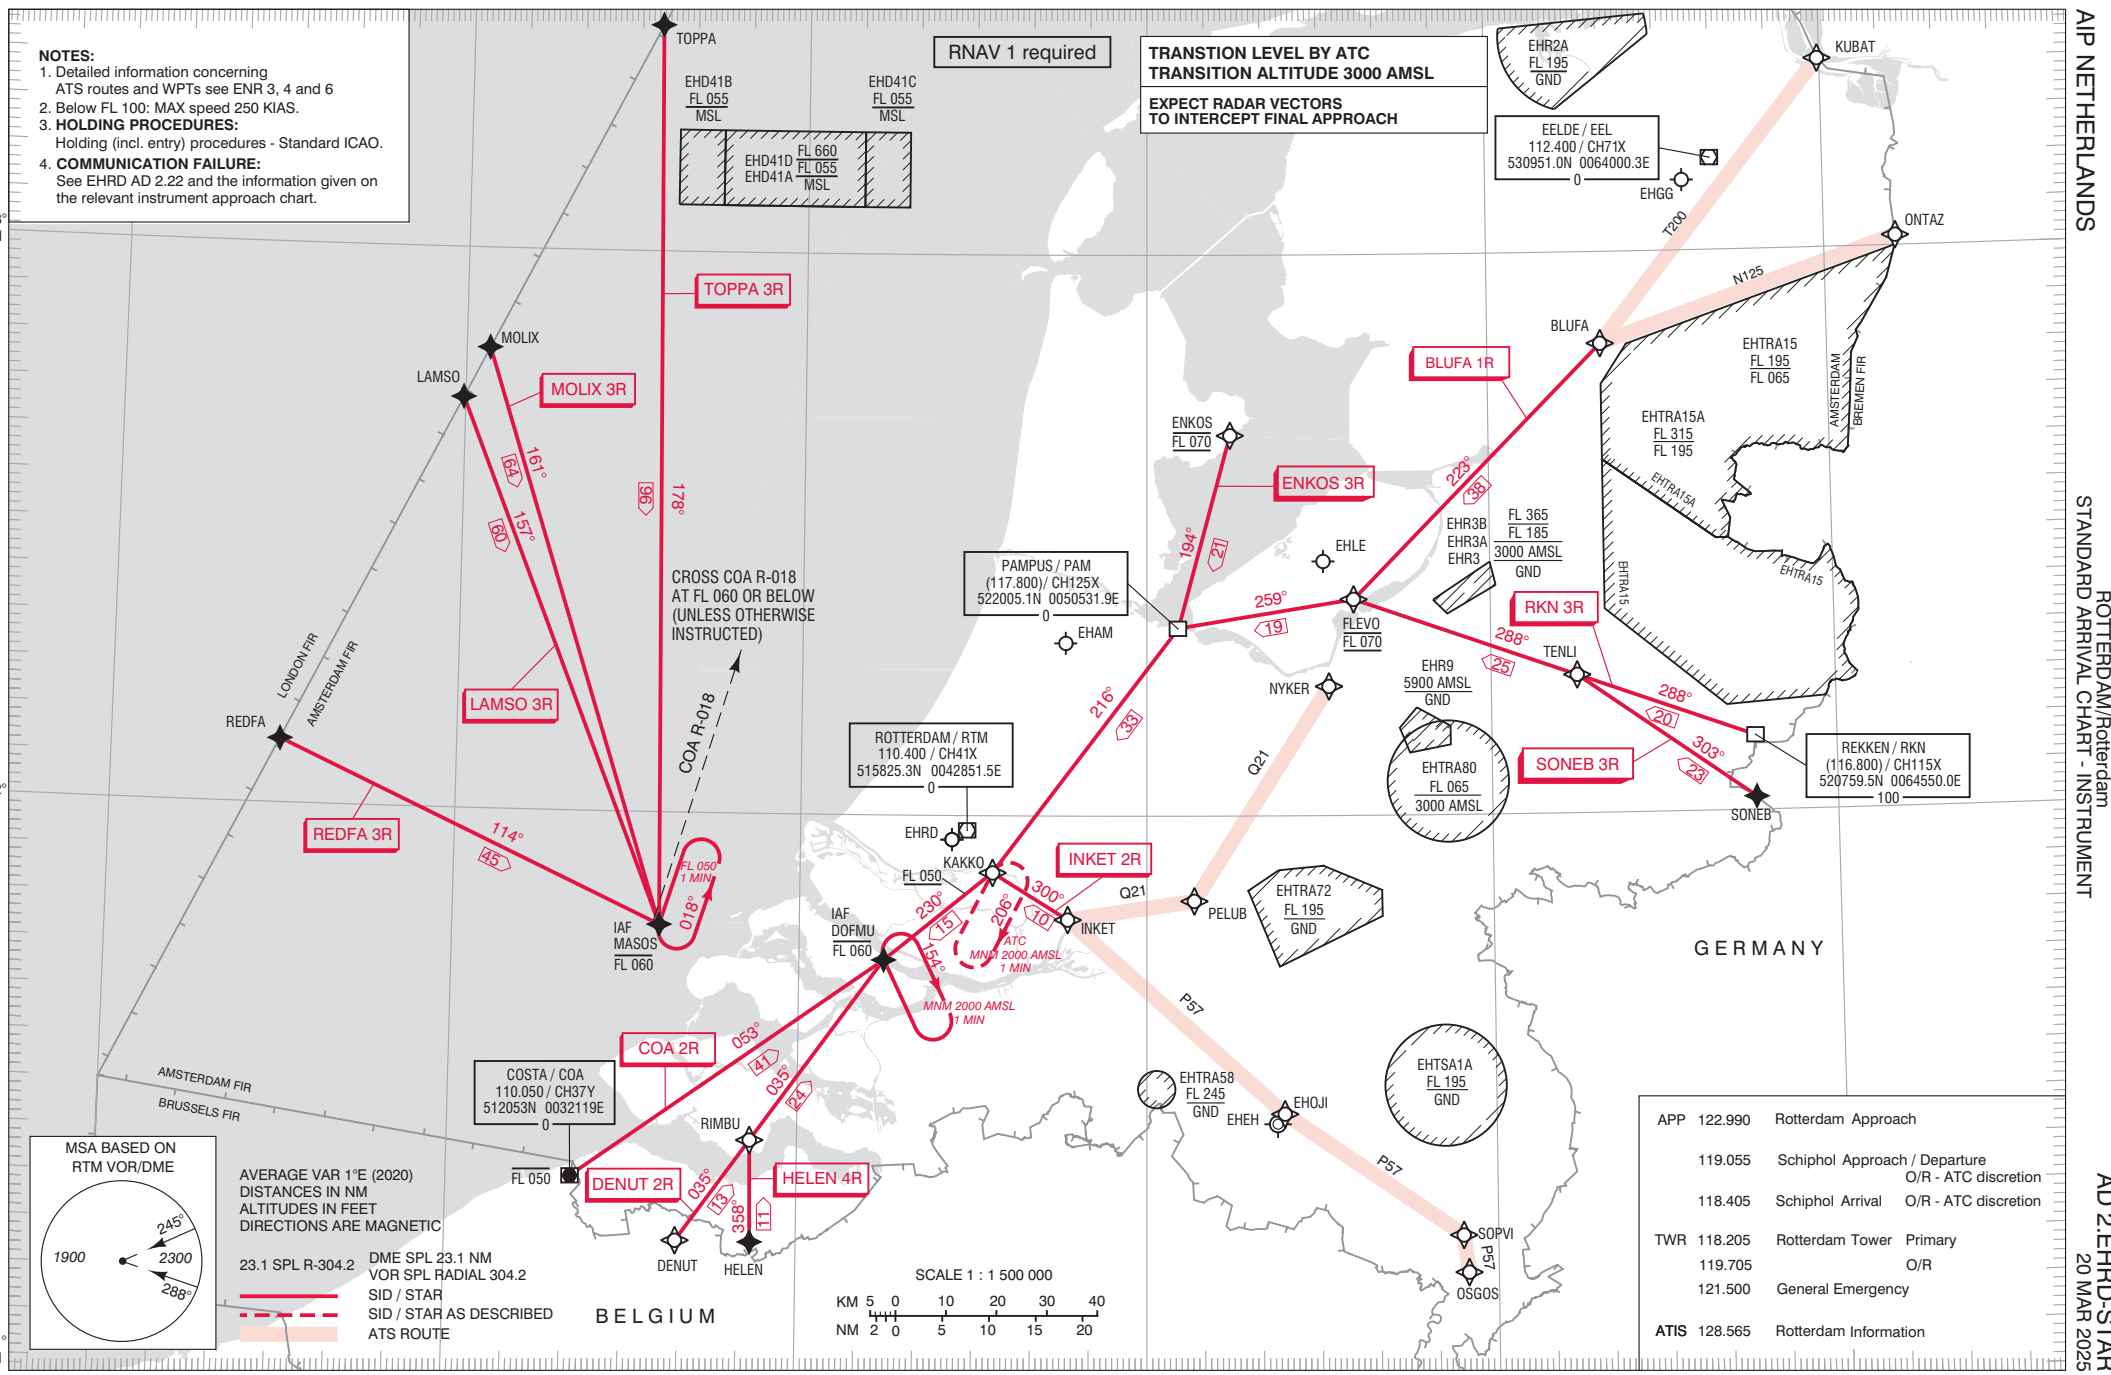 AIP NETHERLANDS
STANDARD ARRIVAL CHART - INSTRUMENT
ROTTERDAM/Rotterdam
AD 2.EHRD-STAR
20 MAR 2025
NOTES:
1. Detailed information concerning
ATS routes and WPTs see ENR 3, 4 and 6
2. Below FL 100: MAX speed 250 KIAS.
3. HOLDING PROCEDURES:
Holding (incl. entry) procedures - Standard ICAO.
4. COMMUNICATION FAILURE:
See EHRD AD 2.22 and the information given on
the relevant instrument approach chart.
TOPPA
RNAV 1 required
TRANSTION LEVEL BY ATC
TRANSITION ALTITUDE 3000 AMSL
EXPECT RADAR VECTORS
TO INTERCEPT FINAL APPROACH
EHD41B
FL 055
MSL
EHD41C
FL 055
MSL
EHD41D
EHD41A
FL 660
FL 055
MSL
EHR2A
FL 195
GND
KUBAT
EELDE / EEL
112.400 / CH71X
530951.0N 0064000.3E
0
EHGG
T200
ONTAZ
N125
TOPPA 3R
MOLIX
LAMSO
MOLIX 3R
BLUFA
BLUFA 1R
EHTRA15
FL 195
FL 065
AMSTERDAM
BREMEN FIR
EHTRA15A
FL 315
FL 195
EHTRA15A
EHTRA15
EHTRA15
ENKOS
FL 070
ENKOS 3R
161°
64
157°
60
96
178°
194°
21
223°
38
EHLE
EHR3B
EHR3A
EHR3
FL 365
FL 185
3000 AMSL
GND
CROSS COA R-018
AT FL 060 OR BELOW
(UNLESS OTHERWISE
INSTRUCTED)
COA R-018
PAMPUS / PAM
(117.800)/ CH125X
522005.1N 0050531.9E
0
EHAM
259°
19
FLEVO
FL 070
RKN 3R
288°
25
TENLI
288°
20
303°
23
SONEB 3R
SONEB
REKKEN / RKN
(116.800) / CH115X
520759.5N 0064550.0E
100
LONDON FIR
AMSTERDAM FIR
LAMSO 3R
REDFA
REDFA 3R
114°
45
NYKER
EHR9
5900 AMSL
GND
EHTRA80
FL 065
3000 AMSL
Q21
216°
33
ROTTERDAM / RTM
110.400 / CH41X
515825.3N 0042851.5E
0
EHRD
KAKKO
FL 050
INKET 2R
300°
10
INKET
Q21
PELUB
EHTRA72
FL 195
GND
GERMANY
FL 050
1 MIN
018°
IAF
MASOS
FL 060
IAF
DOFMU
FL 060
230°
15
206°
ATC
MNM 2000 AMSL
1 MIN
154°
MNM 2000 AMSL
1 MIN
P57
COA 2R
053°
41
035°
24
COSTA / COA
110.050 / CH37Y
512053N 0032119E
0
FL 050
AMSTERDAM FIR
BRUSSELS FIR
RIMBU
DENUT 2R
035°
13
358°
11
HELEN 4R
DENUT
HELEN
EHTRA58
FL 245
GND
EHOJI
EHEH
EHTSA1A
FL 195
GND
P57
SOPVI
P57
OSGOS
MSA BASED ON
RTM VOR/DME
1900
245°
2300
288°
AVERAGE VAR 1°E (2020)
DISTANCES IN NM
ALTITUDES IN FEET
DIRECTIONS ARE MAGNETIC
23.1 SPL R-304.2
DME SPL 23.1 NM
VOR SPL RADIAL 304.2
SID / STAR
SID / STAR AS DESCRIBED
ATS ROUTE
BELGIUM
SCALE 1 : 1 500 000
KM 5 0 10 20 30 40
NM 2 0 5 10 15 20
APP 122.990 Rotterdam Approach
119.055 Schiphol Approach / Departure
O/R - ATC discretion
118.405 Schiphol Arrival O/R - ATC discretion
TWR 118.205 Rotterdam Tower Primary
119.705 O/R
121.500 General Emergency
ATIS 128.565 Rotterdam Information